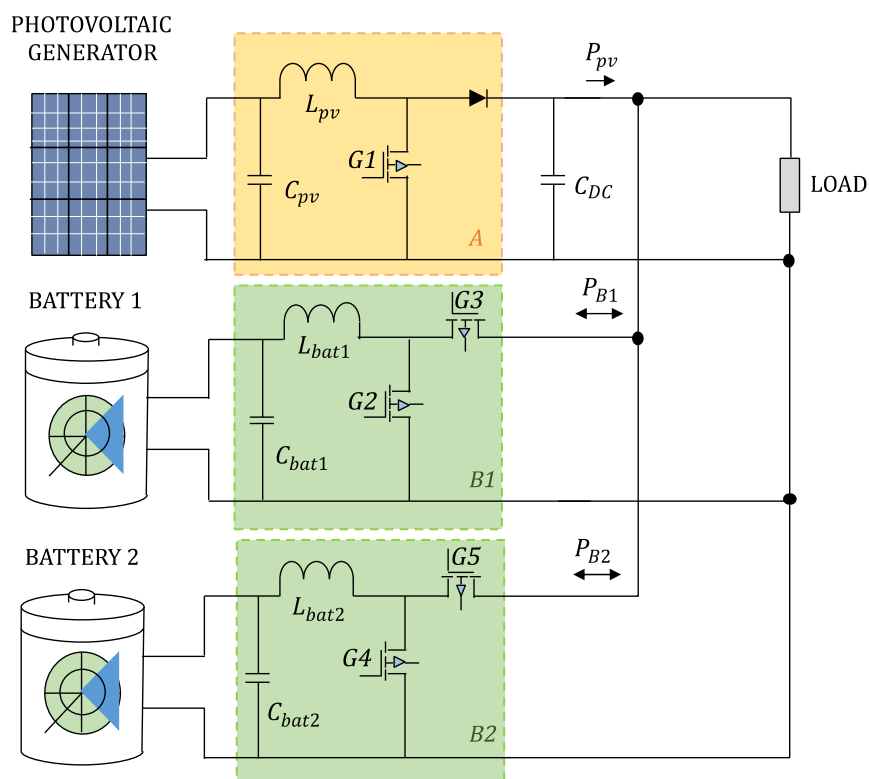 PHOTOVOLTAIC
GENERATOR
P_pv
L_pv
G1
C_pv
C_DC
LOAD
A
BATTERY 1
P_B1
G3
L_bat1
G2
C_bat1
B1
BATTERY 2
P_B2
G5
L_bat2
G4
C_bat2
B2